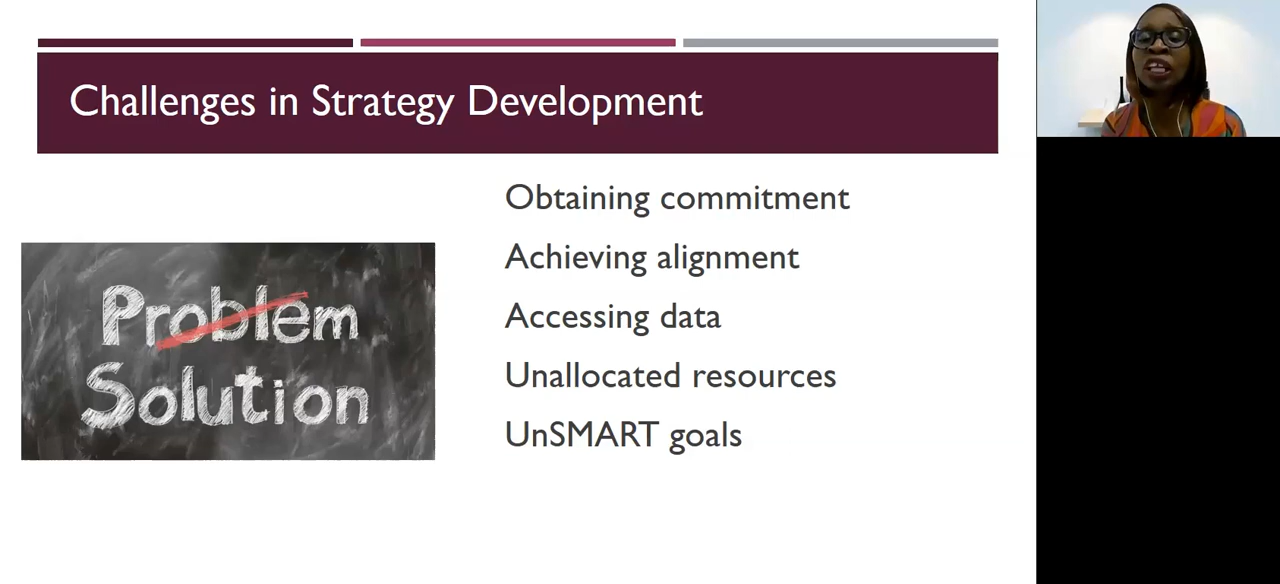 Challenges in Strategy Development
Obtaining commitment
Achieving alignment
Accessing data
Unallocated resources
UnSMART goals
Problem
Solution